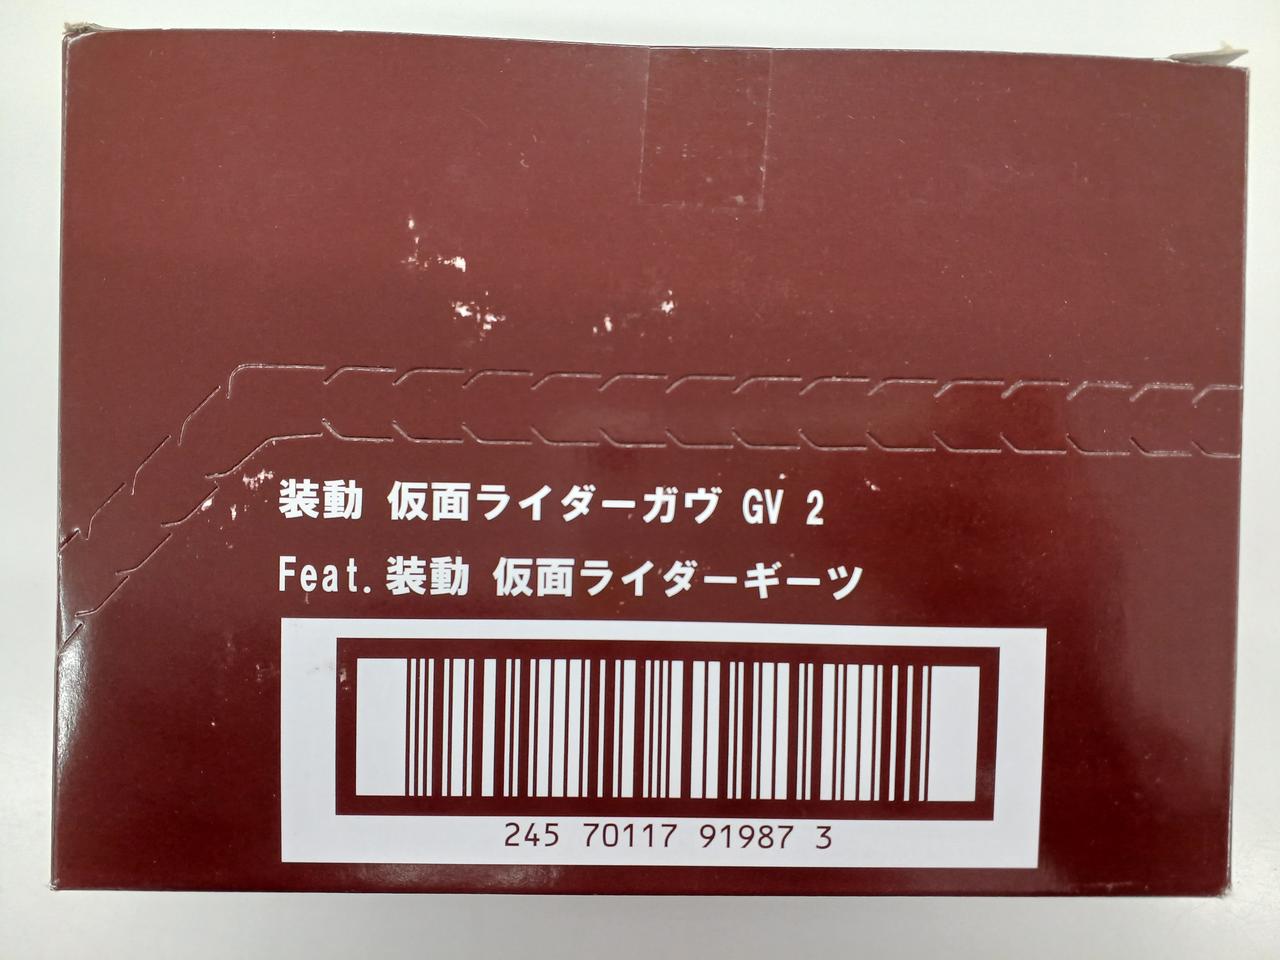 装動 仮面ライダーガヴ GV 2
Feat.装動 仮面ライダーギーツ
245 70117 91987 3